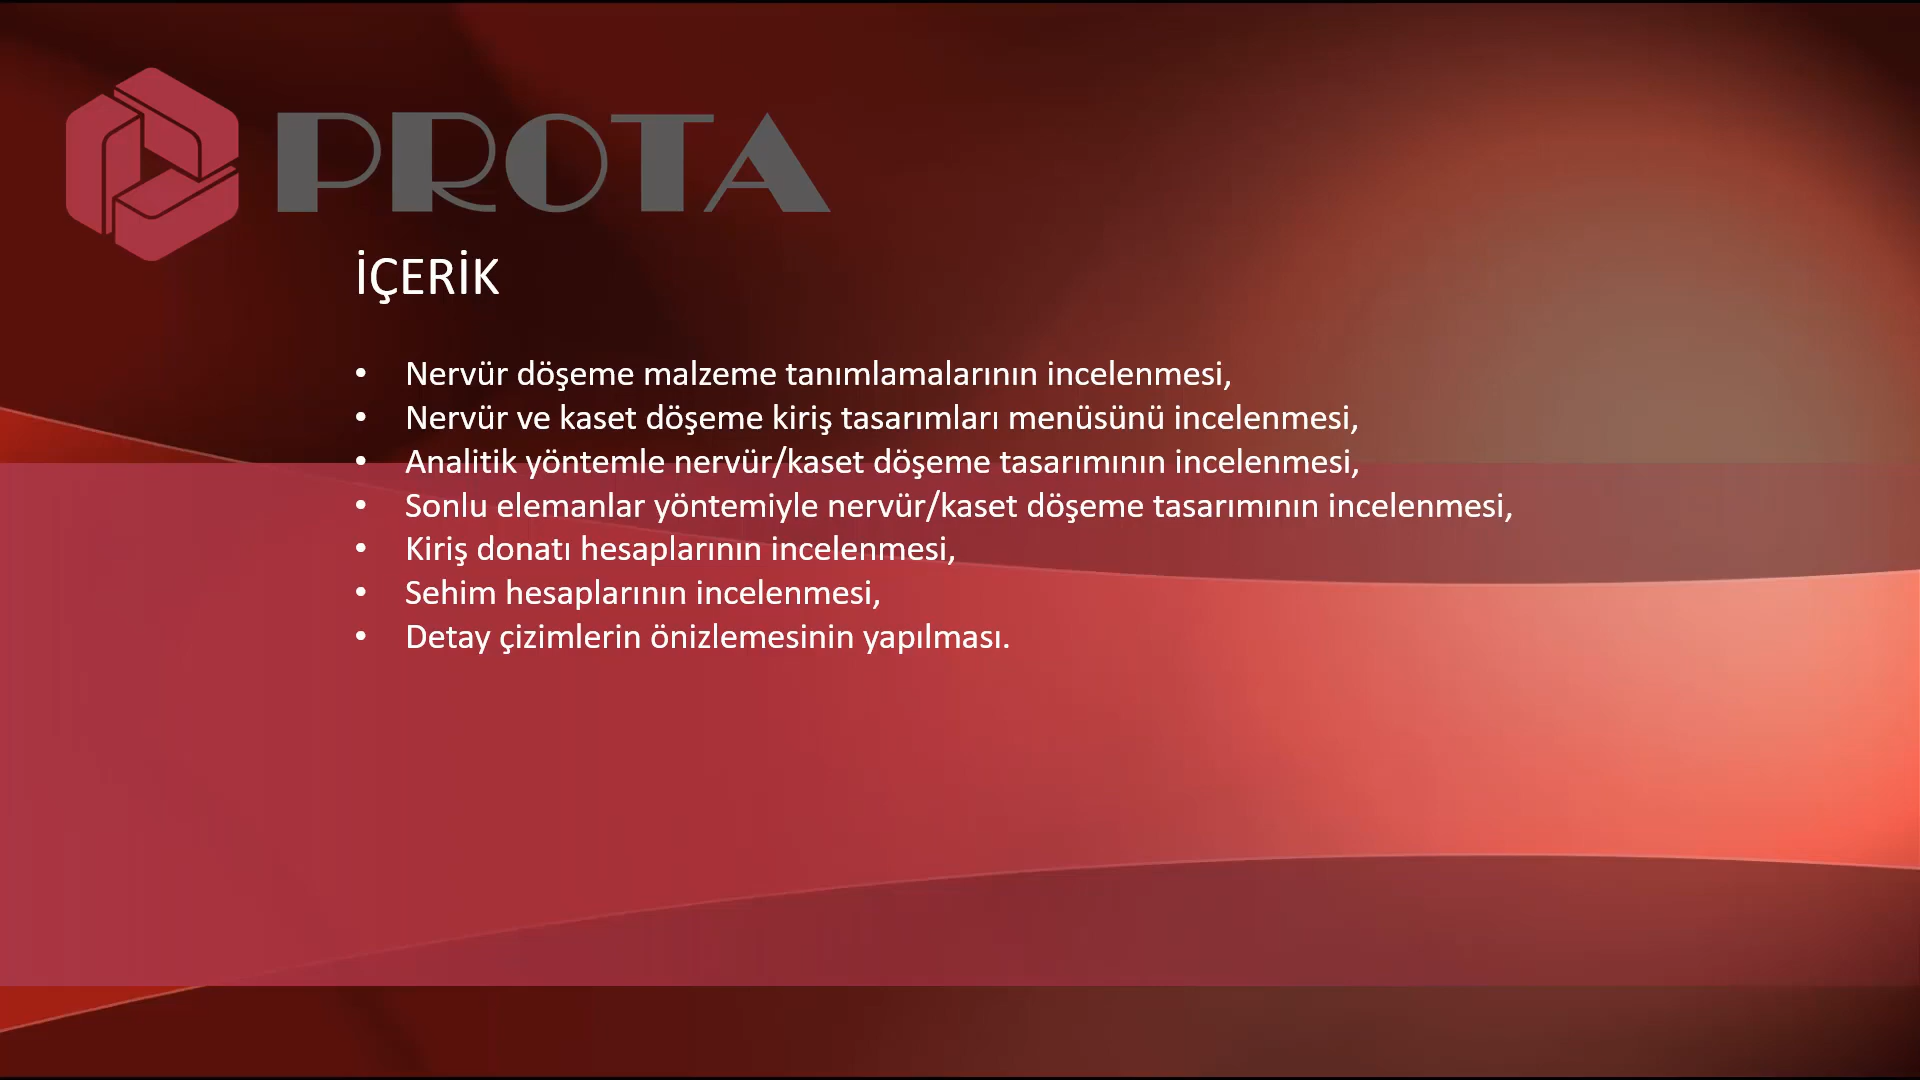 PROTA
İÇERİK
• Nervür döşeme malzeme tanımlamalarının incelenmesi,
• Nervür ve kaset döşeme kiriş tasarımları menüsünü incelenmesi,
• Analitik yöntemle nervür/kaset döşeme tasarımının incelenmesi,
• Sonlu elemanlar yöntemiyle nervür/kaset döşeme tasarımının incelenmesi,
• Kiriş donatı hesaplarının incelenmesi,
• Sehim hesaplarının incelenmesi,
• Detay çizimlerin önizlemesinin yapılması.